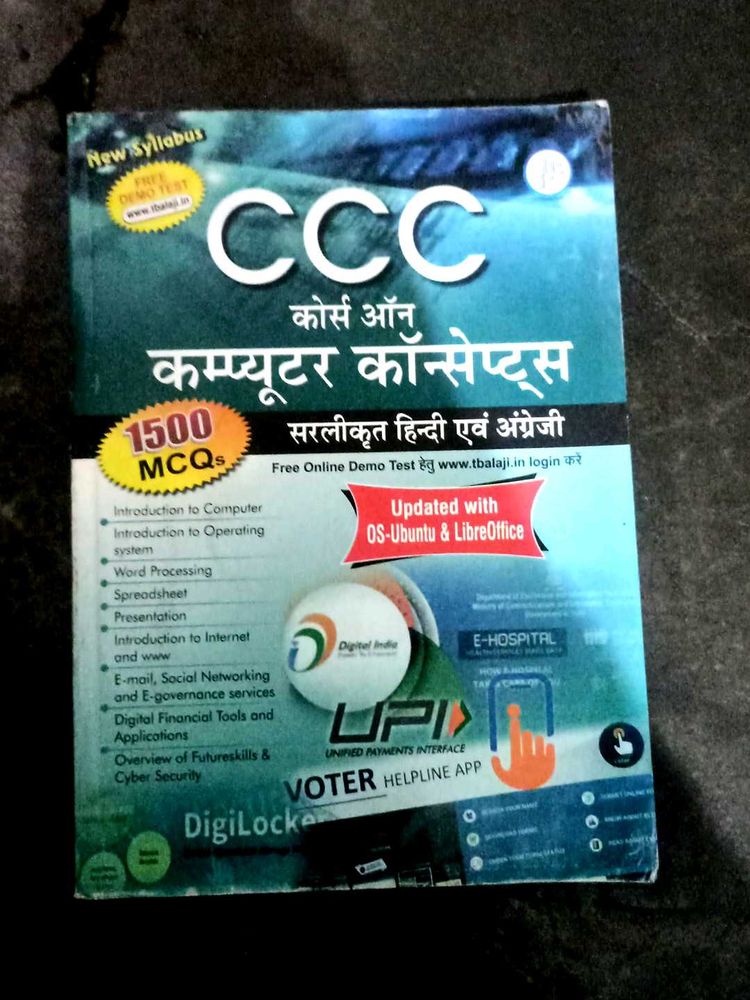 New Syllabus
FREE
DEMO TEST
www.tbalaji.in
CCC
कोर्स ऑन
कम्प्यूटर कॉन्सेप्ट्स
1500
MCQs
सरलीकृत हिन्दी एवं अंग्रेजी
Free Online Demo Test हेतु www.tbalaji.in login करें
Updated with
OS-Ubuntu & LibreOffice
Introduction to Computer
Introduction to Operating
system
Word Processing
Spreadsheet
Presentation
Introduction to Internet
and www
E-mail, Social Networking
and E-governance services
Digital Financial Tools and
Applications
Overview of Futureskills &
Cyber Security
Digital India
E-HOSPITAL
UPI
UNIFIED PAYMENTS INTERFACE
VOTER HELPLINE APP
DigiLocke